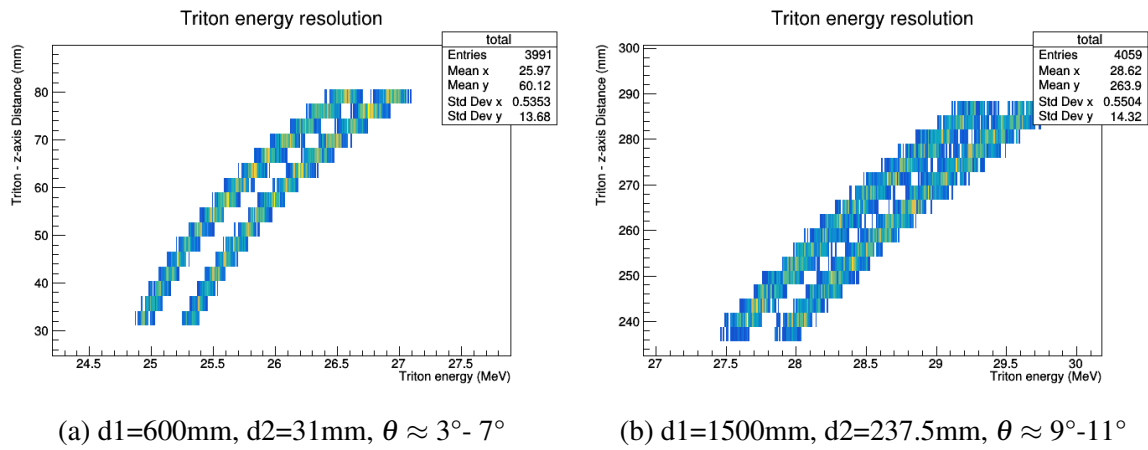 Triton energy resolution
total
Entries 3991
Mean x 25.97
Mean y 60.12
Std Dev x 0.5353
Std Dev y 13.68
Triton - z-axis Distance (mm)
80
70
60
50
40
30
24.5 25 25.5 26 26.5 27 27.5
Triton energy (MeV)
(a) d1=600mm, d2=31mm, θ ≈ 3°- 7°
Triton energy resolution
total
Entries 4059
Mean x 28.62
Mean y 263.9
Std Dev x 0.5504
Std Dev y 14.32
Triton - z-axis Distance (mm)
300
290
280
270
260
250
240
27 27.5 28 28.5 29 29.5 30
Triton energy (MeV)
(b) d1=1500mm, d2=237.5mm, θ ≈ 9°-11°